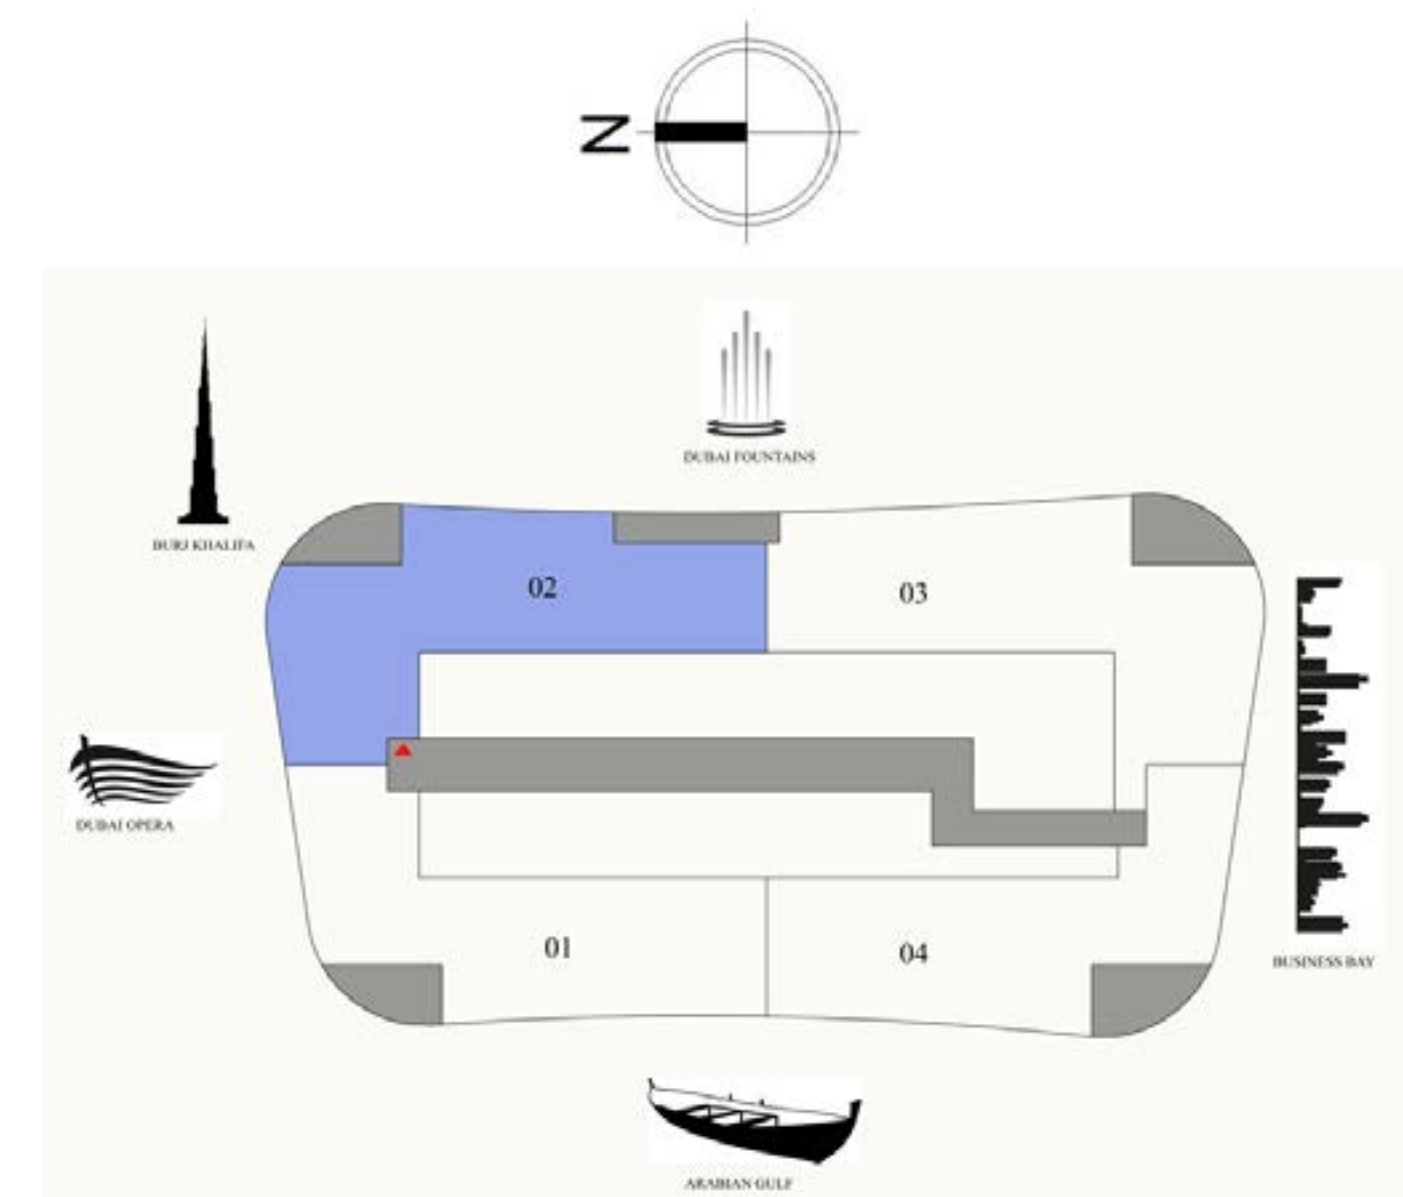 N
DUBAI FOUNTAINS
BURJ KHALIFA
02
03
DUBAI OPERA
01
04
BUSINESS BAY
ARABIAN GULF